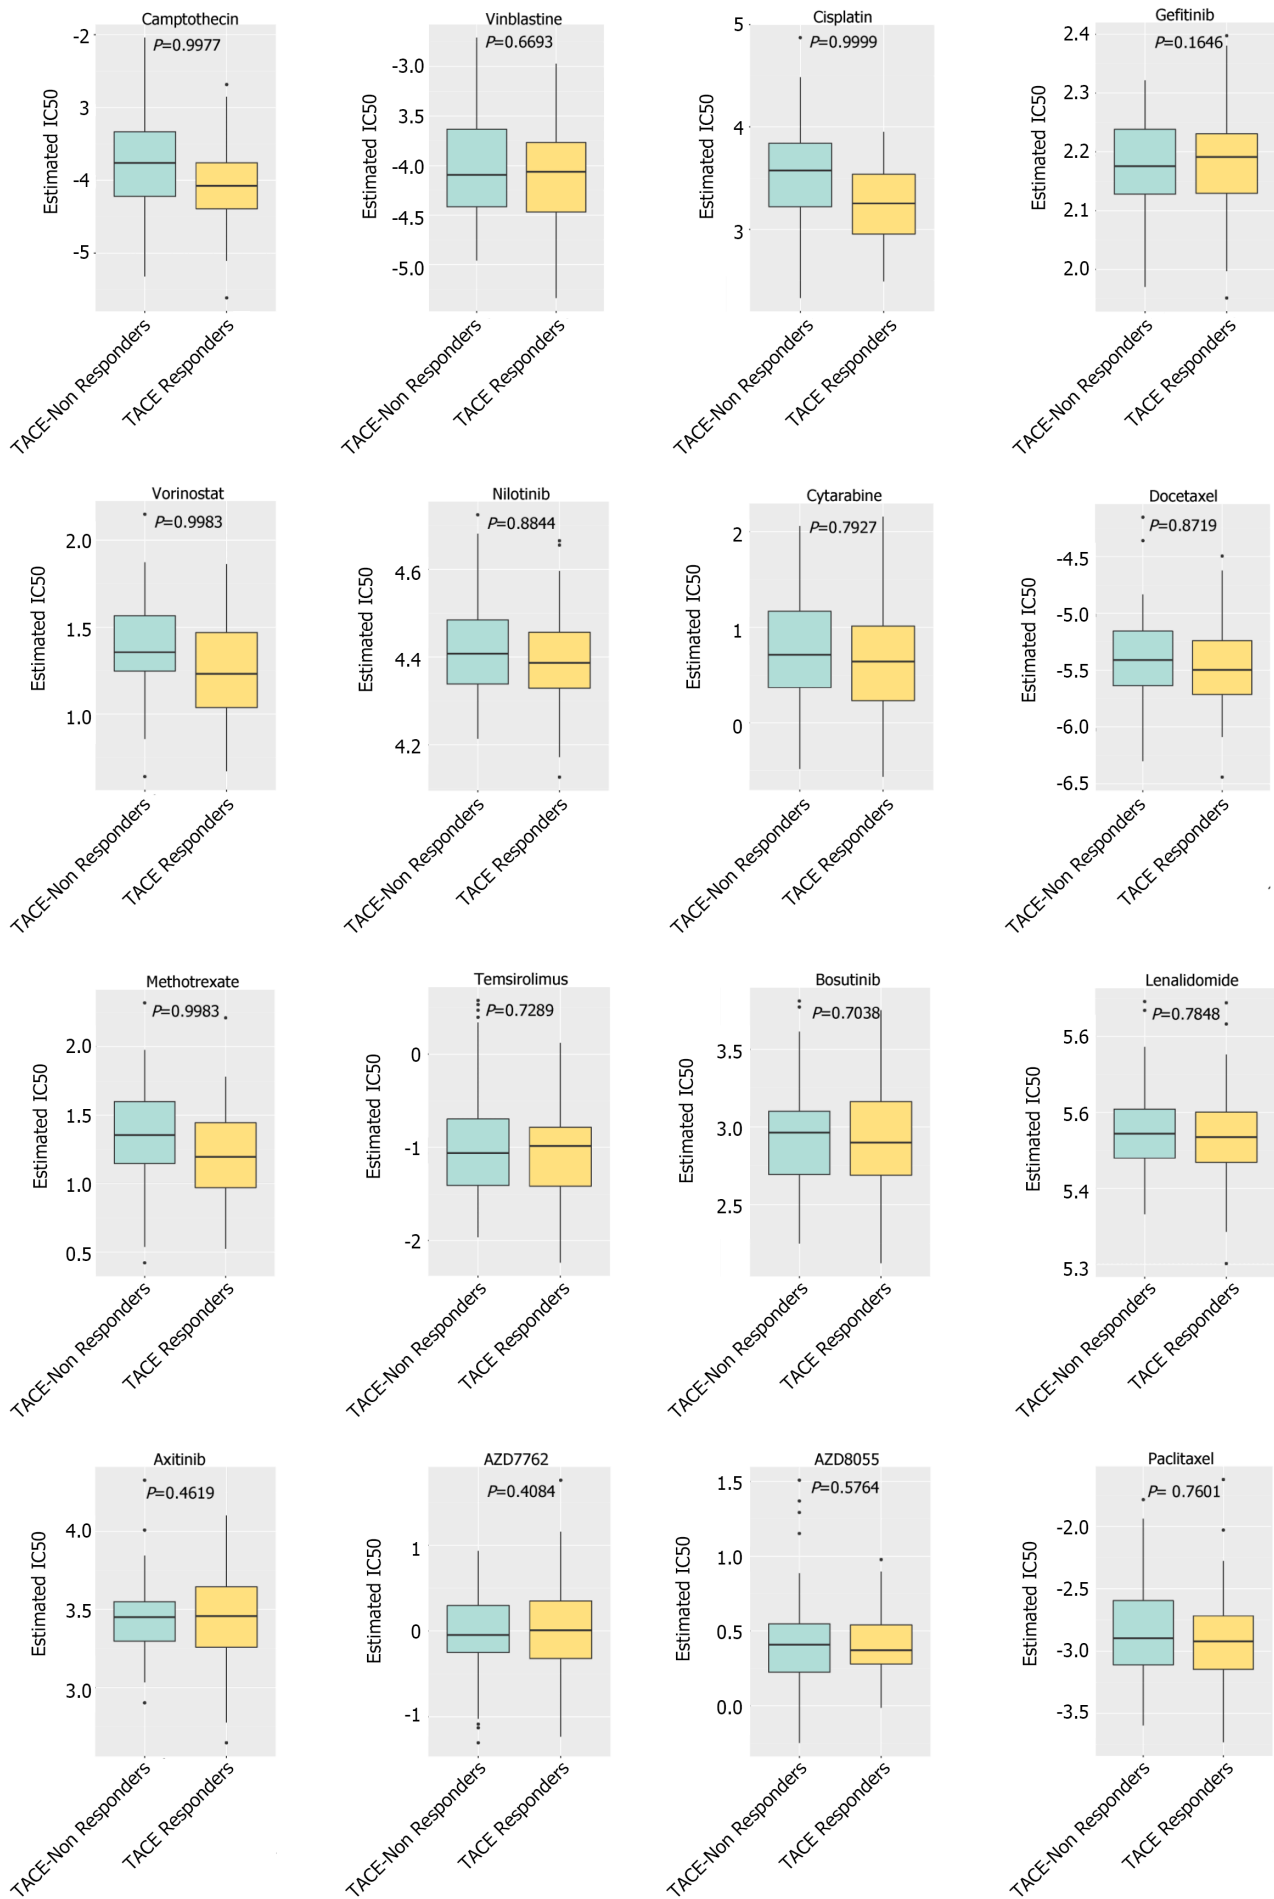 Camptothecin
P=0.9977
Estimated IC50
-2
3
-4
-5
TACE-Non Responders
TACE Responders
Vinblastine
P=0.6693
Estimated IC50
-3.0
3.5
-4.0
-4.5
-5.0
TACE-Non Responders
TACE Responders
Cisplatin
P=0.9999
Estimated IC50
5
4
3
TACE-Non Responders
TACE Responders
Gefitinib
P=0.1646
Estimated IC50
2.4
2.3
2.2
2.1
2.0
TACE-Non Responders
TACE Responders
Vorinostat
P=0.9983
Estimated IC50
2.0
1.5
1.0
TACE-Non Responders
TACE Responders
Nilotinib
P=0.8844
Estimated IC50
4.6
4.4
4.2
TACE-Non Responders
TACE Responders
Cytarabine
P=0.7927
Estimated IC50
2
1
0
TACE-Non Responders
TACE Responders
Docetaxel
P=0.8719
Estimated IC50
-4.5
-5.0
-5.5
-6.0
-6.5
TACE-Non Responders
TACE Responders
Methotrexate
P=0.9983
Estimated IC50
2.0
1.5
1.0
0.5
TACE-Non Responders
TACE Responders
Temsirolimus
P=0.7289
Estimated IC50
0
-1
-2
TACE-Non Responders
TACE Responders
Bosutinib
P=0.7038
Estimated IC50
3.5
3.0
2.5
TACE-Non Responders
TACE Responders
Lenalidomide
P=0.7848
Estimated IC50
5.6
5.6
5.4
5.3
TACE-Non Responders
TACE Responders
Axitinib
P=0.4619
Estimated IC50
4.0
3.5
3.0
TACE-Non Responders
TACE Responders
AZD7762
P=0.4084
Estimated IC50
1
0
-1
TACE-Non Responders
TACE Responders
AZD8055
P=0.5764
Estimated IC50
1.5
1.0
0.5
0.0
TACE-Non Responders
TACE Responders
Paclitaxel
P= 0.7601
Estimated IC50
-2.0
-2.5
-3.0
-3.5
TACE-Non Responders
TACE Responders